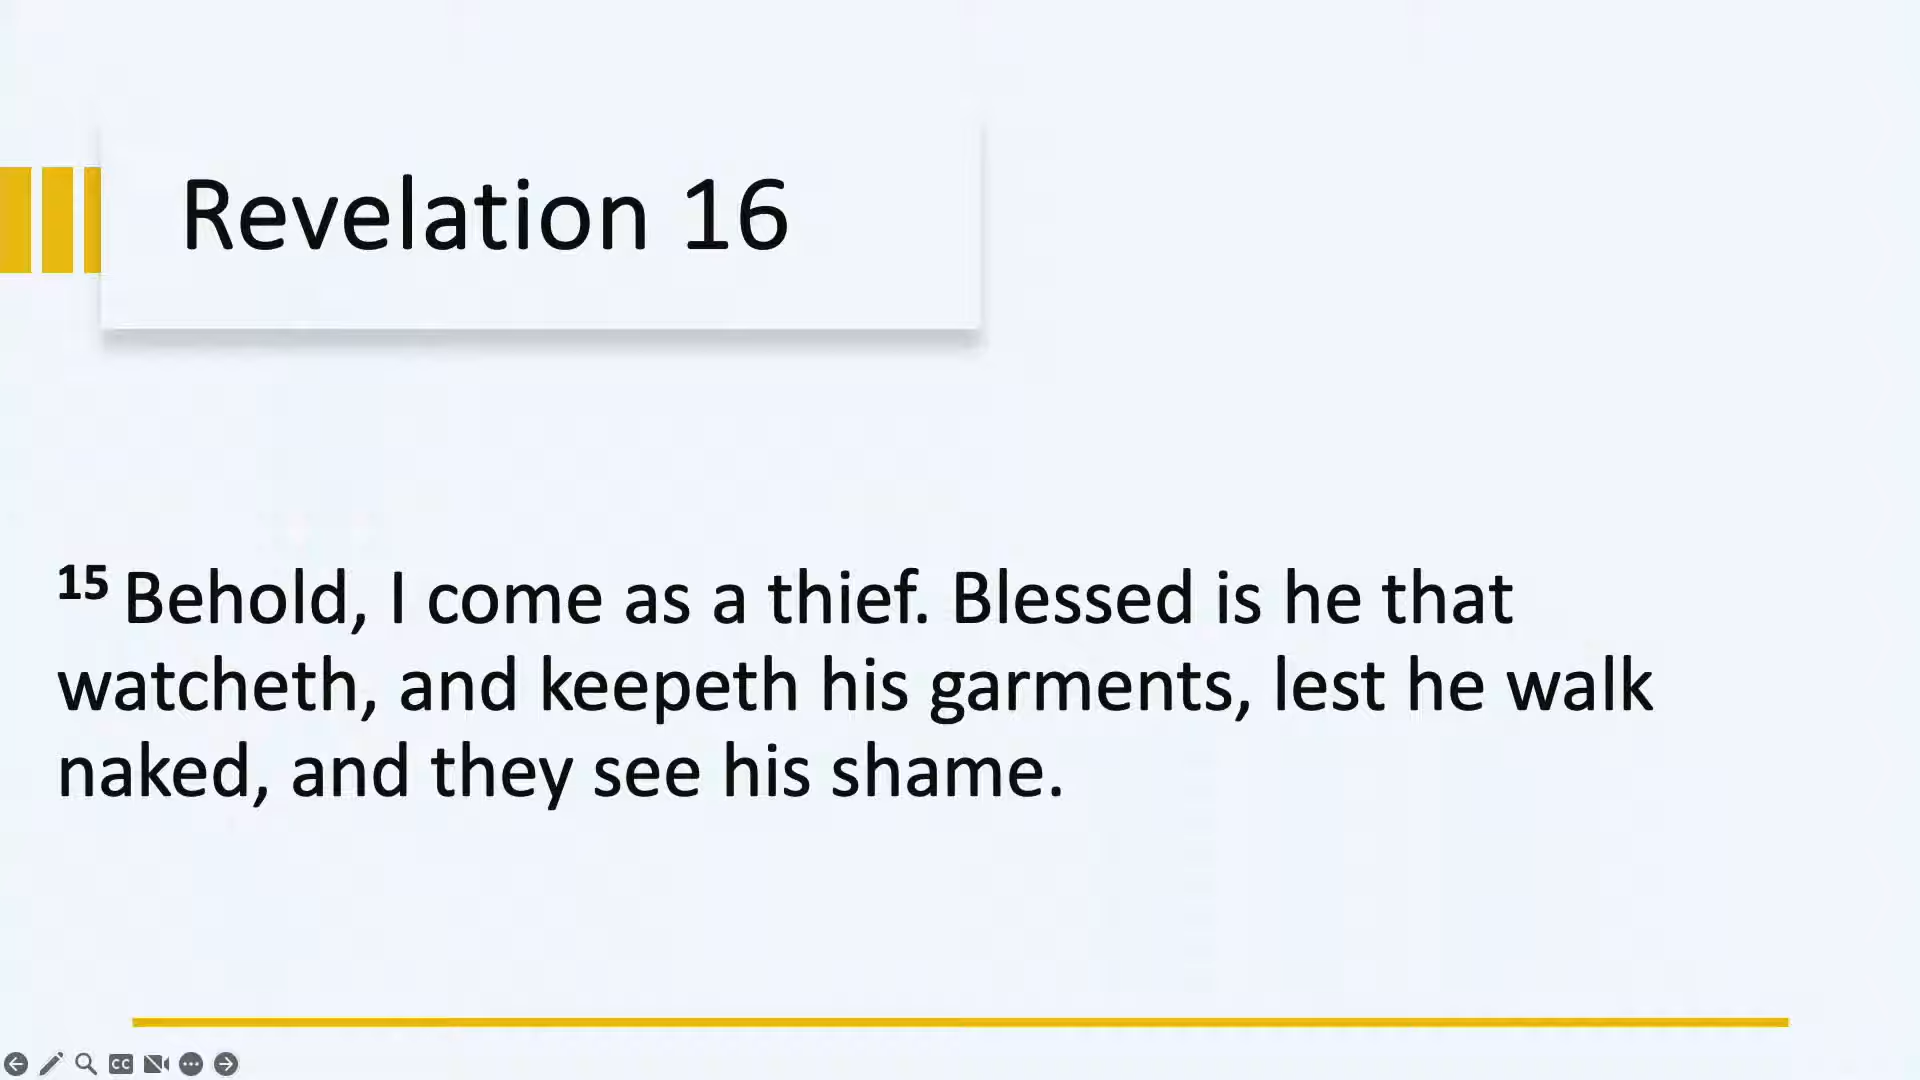 Revelation 16
15 Behold, I come as a thief. Blessed is he that
watcheth, and keepeth his garments, lest he walk
naked, and they see his shame.
CC